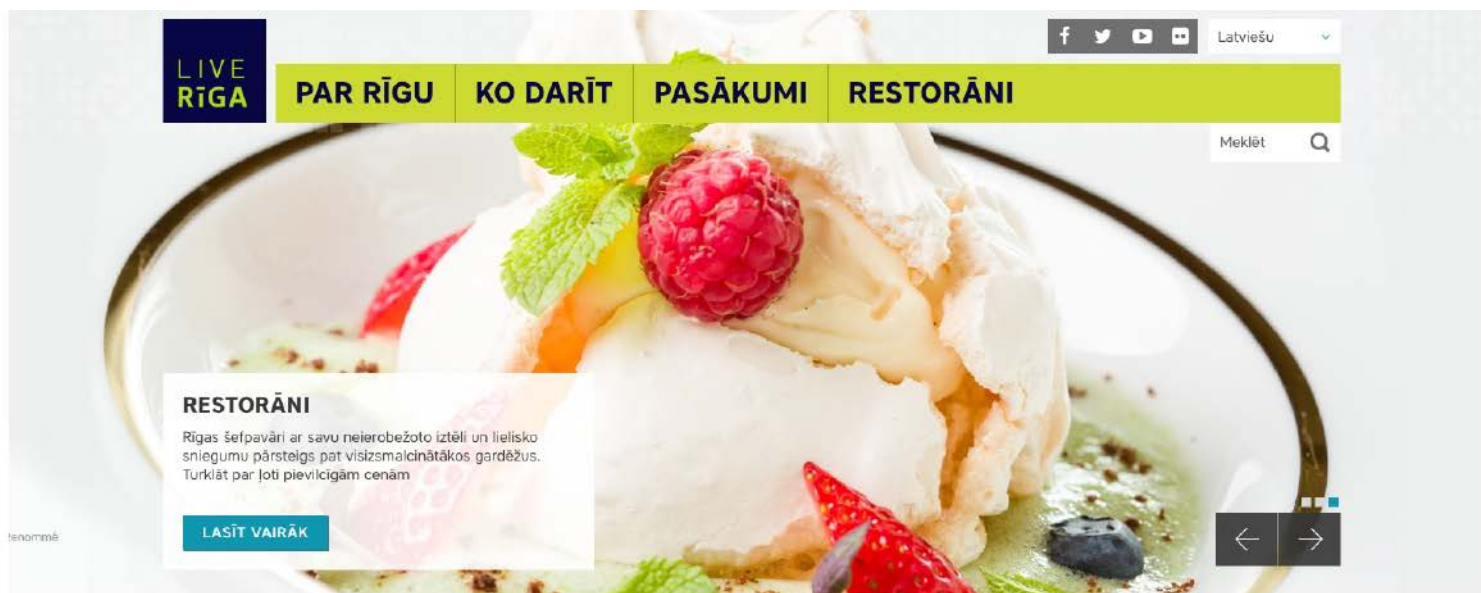 Latviešu
LIVE
RĪGA
PAR RĪGU
KO DARĪT
PASĀKUMI
RESTORĀNI
Meklēt
RESTORĀNI
Rīgas šefpavāri ar savu neierobežoto iztēli un lielisko
sniegumu pārsteigs pat visizsmalcinātākos gardēžus.
Turklāt par ļoti pievilcīgām cenām
LASĪT VAIRĀK